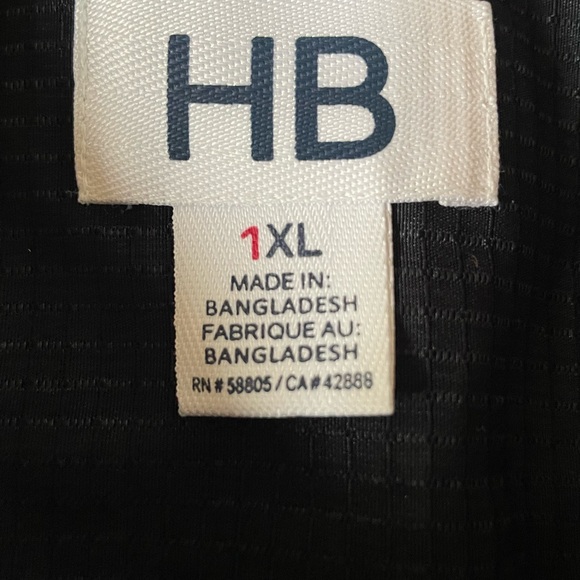 HB
1XL
MADE IN:
BANGLADESH
FABRIQUE AU:
BANGLADESH
RN#58805/CA#42888